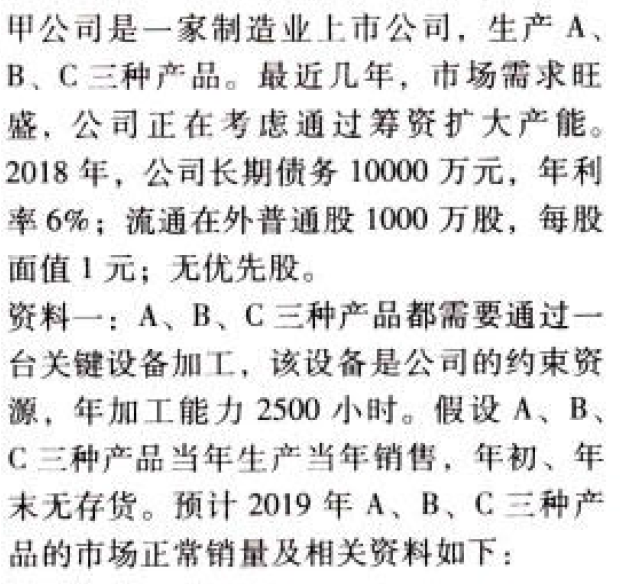 甲公司是一家制造业上市公司，生产 A、
B、C 三种产品。最近几年，市场需求旺
盛，公司正在考虑通过筹资扩大产能。
2018 年，公司长期债务 10000 万元，年利
率 6%；流通在外普通股 1000 万股，每股
面值 1 元；无优先股。
资料一：A、B、C 三种产品都需要通过一
台关键设备加工，该设备是公司的约束资
源，年加工能力 2500 小时。假设 A、B、
C 三种产品当年生产当年销售，年初、年
末无存货。预计 2019 年 A、B、C 三种产
品的市场正常销量及相关资料如下：